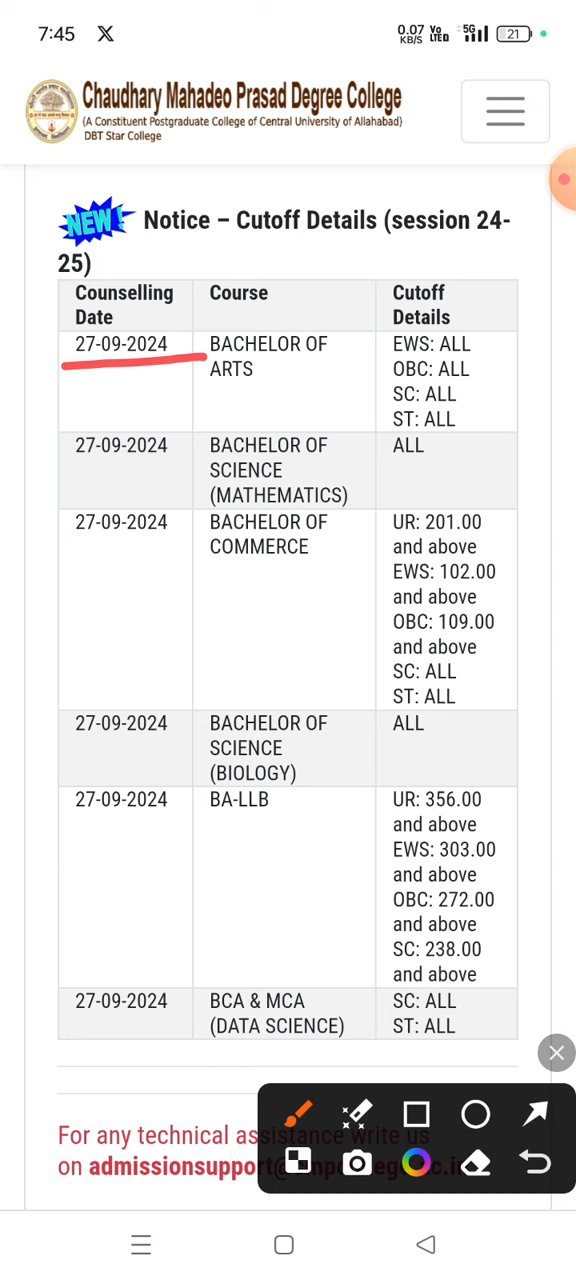 7:45 X 0.07 KB/S Vo LTE 5G 21
Chaudhary Mahadeo Prasad Degree College
(A Constituent Postgraduate College of Central University of Allahabad)
DBT Star College
NEW! Notice – Cutoff Details (session 24-
25)
Counselling Date Course Cutoff Details
27-09-2024 BACHELOR OF EWS: ALL
ARTS OBC: ALL
SC: ALL
ST: ALL
27-09-2024 BACHELOR OF ALL
SCIENCE
(MATHEMATICS)
27-09-2024 BACHELOR OF UR: 201.00
COMMERCE and above
EWS: 102.00
and above
OBC: 109.00
and above
SC: ALL
ST: ALL
27-09-2024 BACHELOR OF ALL
SCIENCE
(BIOLOGY)
27-09-2024 BA-LLB UR: 356.00
and above
EWS: 303.00
and above
OBC: 272.00
and above
SC: 238.00
and above
27-09-2024 BCA & MCA SC: ALL
(DATA SCIENCE) ST: ALL
For any technical assistance write us
on